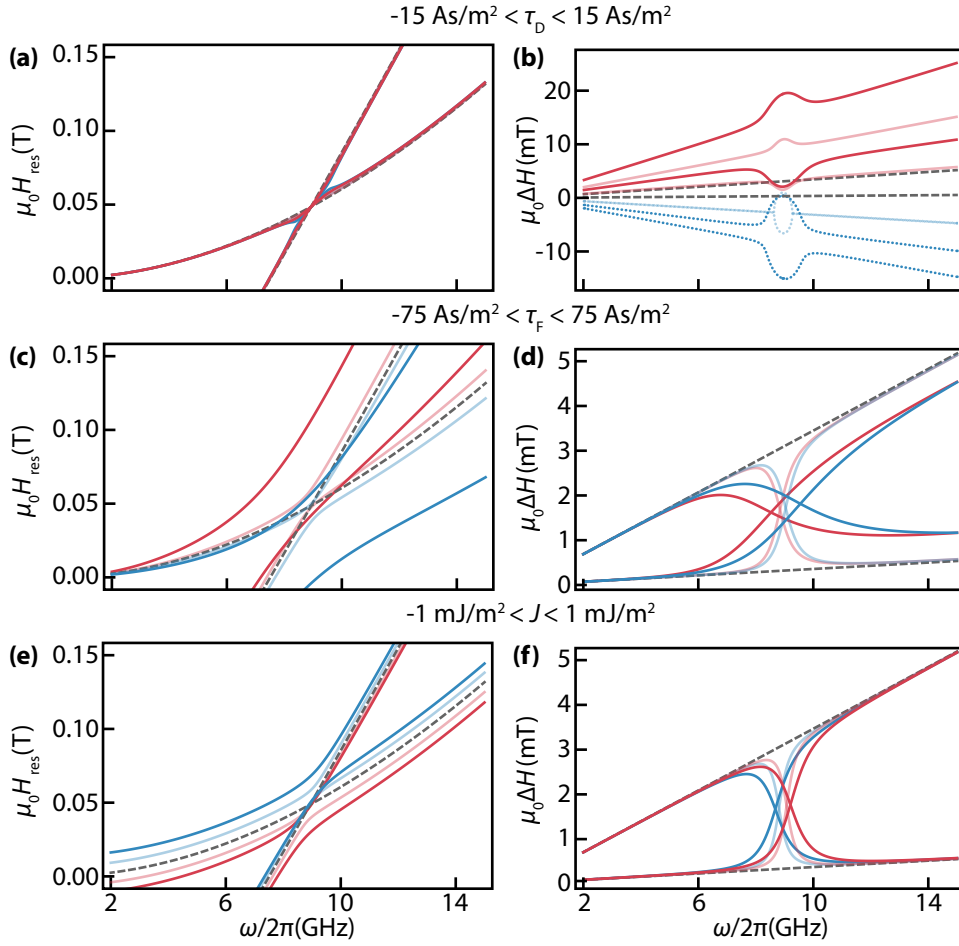 -15 As/m² < τ_D < 15 As/m²
(a) (b)
μ₀H_res(T)
0.15
0.10
0.05
0.00
μ₀ΔH (mT)
20
10
0
-10
-75 As/m² < τ_F < 75 As/m²
(c) (d)
μ₀H_res(T)
0.15
0.10
0.05
0.00
μ₀ΔH (mT)
5
4
3
2
1
0
-1 mJ/m² < J < 1 mJ/m²
(e) (f)
μ₀H_res(T)
0.15
0.10
0.05
0.00
μ₀ΔH (mT)
5
4
3
2
1
0
2 6 10 14 2 6 10 14
ω/2π(GHz) ω/2π(GHz)